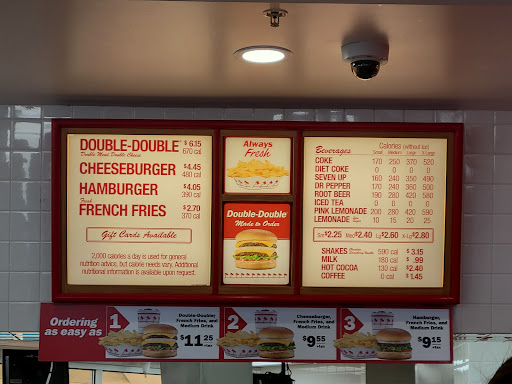 DOUBLE-DOUBLE $6.15
Double Meat Double Cheese 670 cal
CHEESEBURGER $4.45
480 cal
HAMBURGER $4.05
390 cal
Fresh
FRENCH FRIES $2.70
370 cal
Gift Cards Available
2,000 calories a day is used for general
nutrition advice, but calorie needs vary. Additional
nutritional information is available upon request.
Always
Fresh
Double-Double
Made to Order
Beverages Calories (without ice)
Small Medium Large X-Large
COKE 170 250 370 520
DIET COKE 0 0 0 0
SEVEN UP 160 240 350 490
DR PEPPER 170 240 360 500
ROOT BEER 190 280 420 580
ICED TEA 0 0 0 0
PINK LEMONADE 200 280 420 590
LEMONADE 10 15 20 25
Sm $2.25 Med $2.40 Lg $2.60 X-Lg $2.80
SHAKES 590 cal $3.15
MILK 180 cal $.99
HOT COCOA 130 cal $2.40
COFFEE 0 cal $1.45
Ordering
as easy as
1 Double-Double,
French Fries, and
Medium Drink
$11.25
+tax
2 Cheeseburger,
French Fries, and
Medium Drink
$9.55
+tax
3 Hamburger,
French Fries, and
Medium Drink
$9.15
+tax